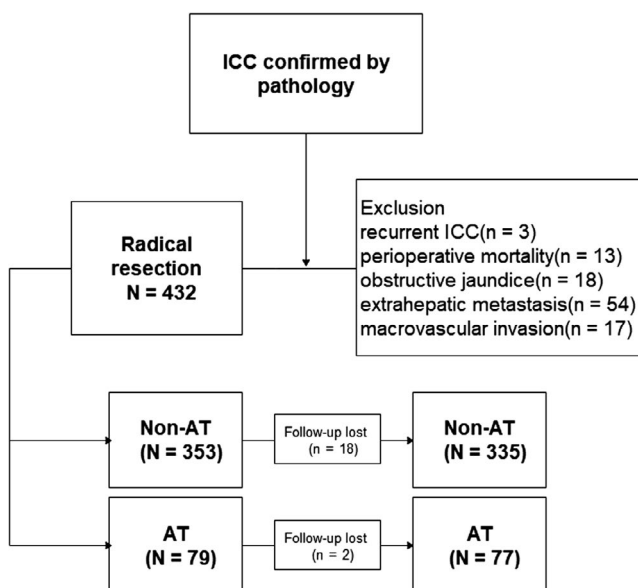 ICC confirmed by
pathology
Radical
resection
N = 432
Exclusion
recurrent ICC(n = 3)
perioperative mortality(n = 13)
obstructive jaundice(n = 18)
extrahepatic metastasis(n = 54)
macrovascular invasion(n = 17)
Non-AT
(N = 353)
Follow-up lost
(n = 18)
Non-AT
(N = 335)
AT
(N = 79)
Follow-up lost
(n = 2)
AT
(N = 77)